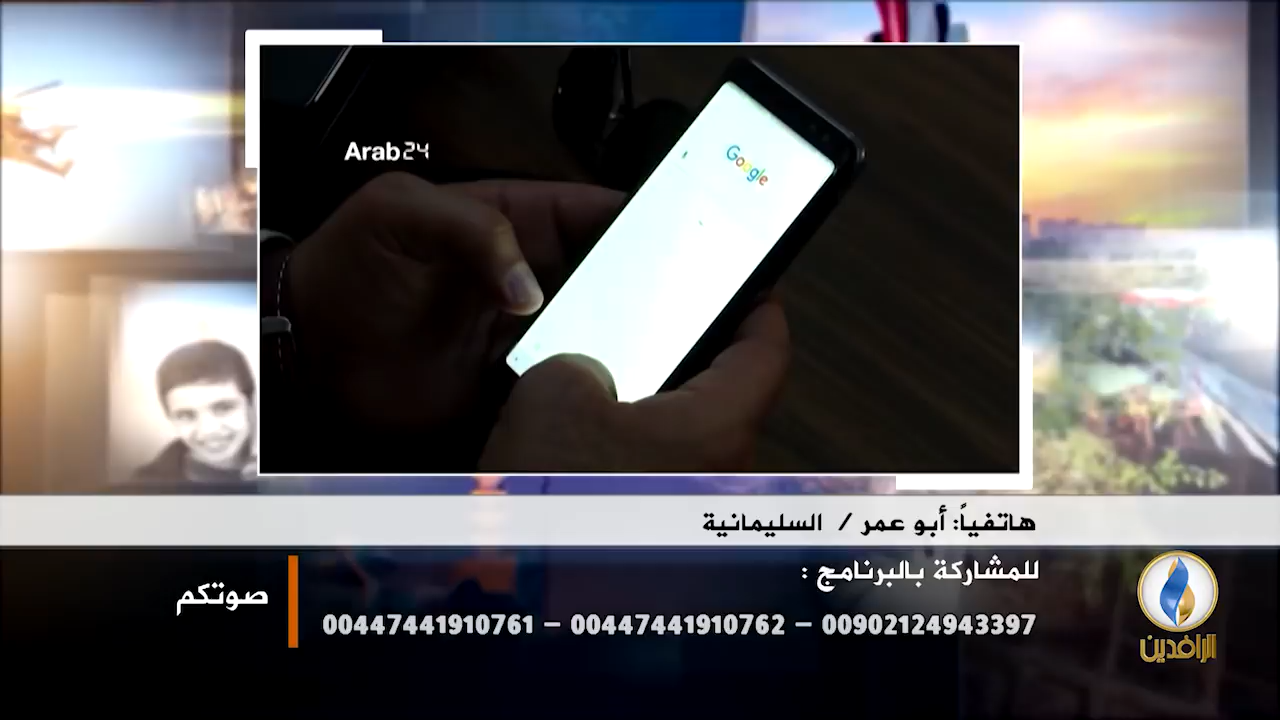 Arab24
Google
هاتفياً: أبو عمر / السليمانية
للمشاركة بالبرنامج :
00447441910761 – 00447441910762 – 00902124943397
صوتكم
الرافدين